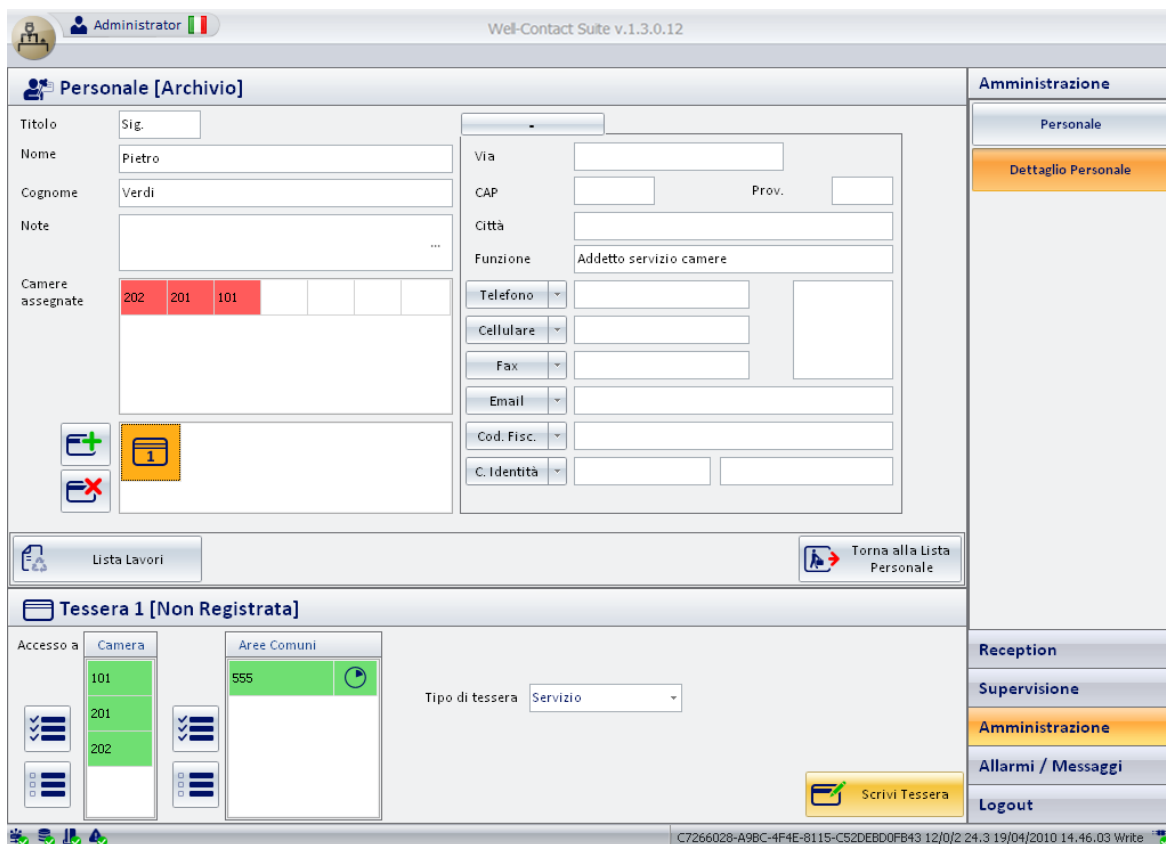 Administrator
Well-Contact Suite v.1.3.0.12
Personale [Archivio]
Titolo Sig.
Nome Pietro
Cognome Verdi
Note
...
Camere
assegnate
202 201 101
1
-
Via
CAP Prov.
Città
Funzione Addetto servizio camere
Telefono
Cellulare
Fax
Email
Cod. Fisc.
C. Identità
Lista Lavori
Torna alla Lista
Personale
Tessera 1 [Non Registrata]
Accesso a Camera Aree Comuni
101
201
202
555
Tipo di tessera Servizio
Scrivi Tessera
Amministrazione
Personale
Dettaglio Personale
Reception
Supervisione
Amministrazione
Allarmi / Messaggi
Logout
C7266028-A9BC-4F4E-8115-C52DEBD0FB43 12/0/2 24.3 19/04/2010 14.46.03 Write